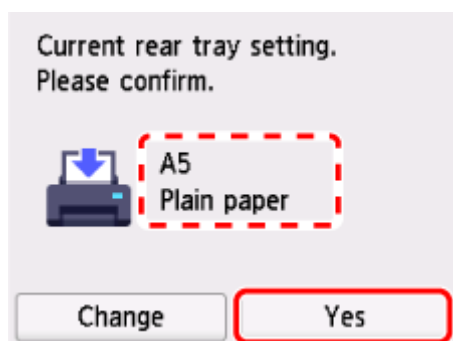 Current rear tray setting.
Please confirm.
A5
Plain paper
Change
Yes